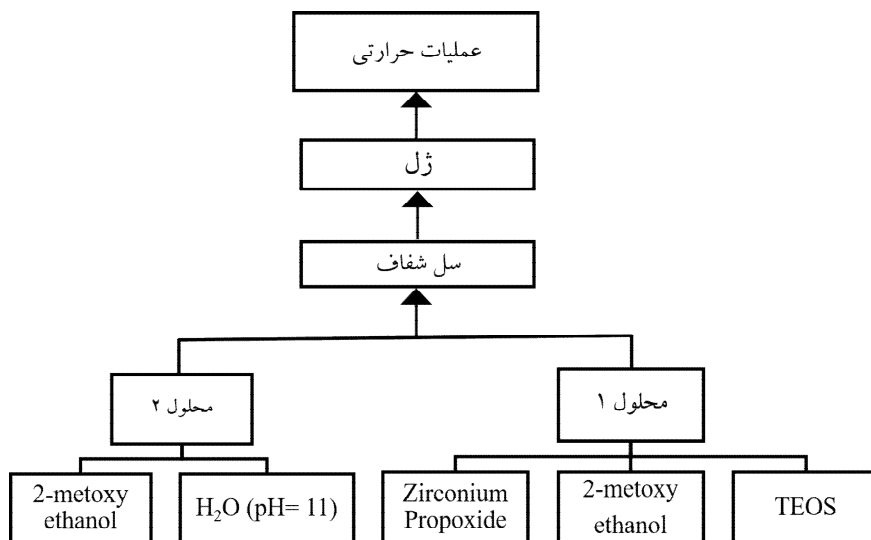 عملیات حرارتی
ژل
سل شفاف
محلول ۱
محلول ۲
2-metoxy
ethanol
H₂O (pH= 11)
Zirconium
Propoxide
2-metoxy
ethanol
TEOS